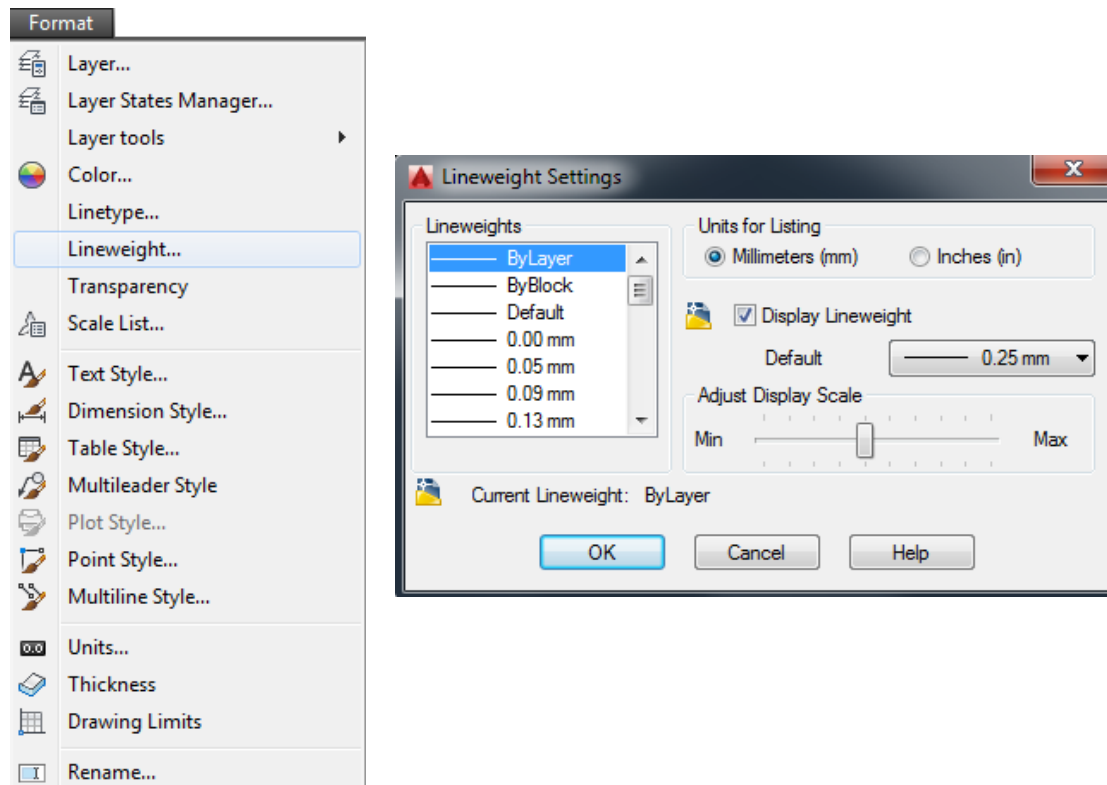 Format
Layer...
Layer States Manager...
Layer tools
Color...
Linetype...
Lineweight...
Transparency
Scale List...
Text Style...
Dimension Style...
Table Style...
Multileader Style
Plot Style...
Point Style...
Multiline Style...
0.0 Units...
Thickness
Drawing Limits
Rename...
Lineweight Settings
Lineweights
ByLayer
ByBlock
Default
0.00 mm
0.05 mm
0.09 mm
0.13 mm
Units for Listing
Millimeters (mm) Inches (in)
Display Lineweight
Default 0.25 mm
Adjust Display Scale
Min Max
Current Lineweight: ByLayer
OK Cancel Help